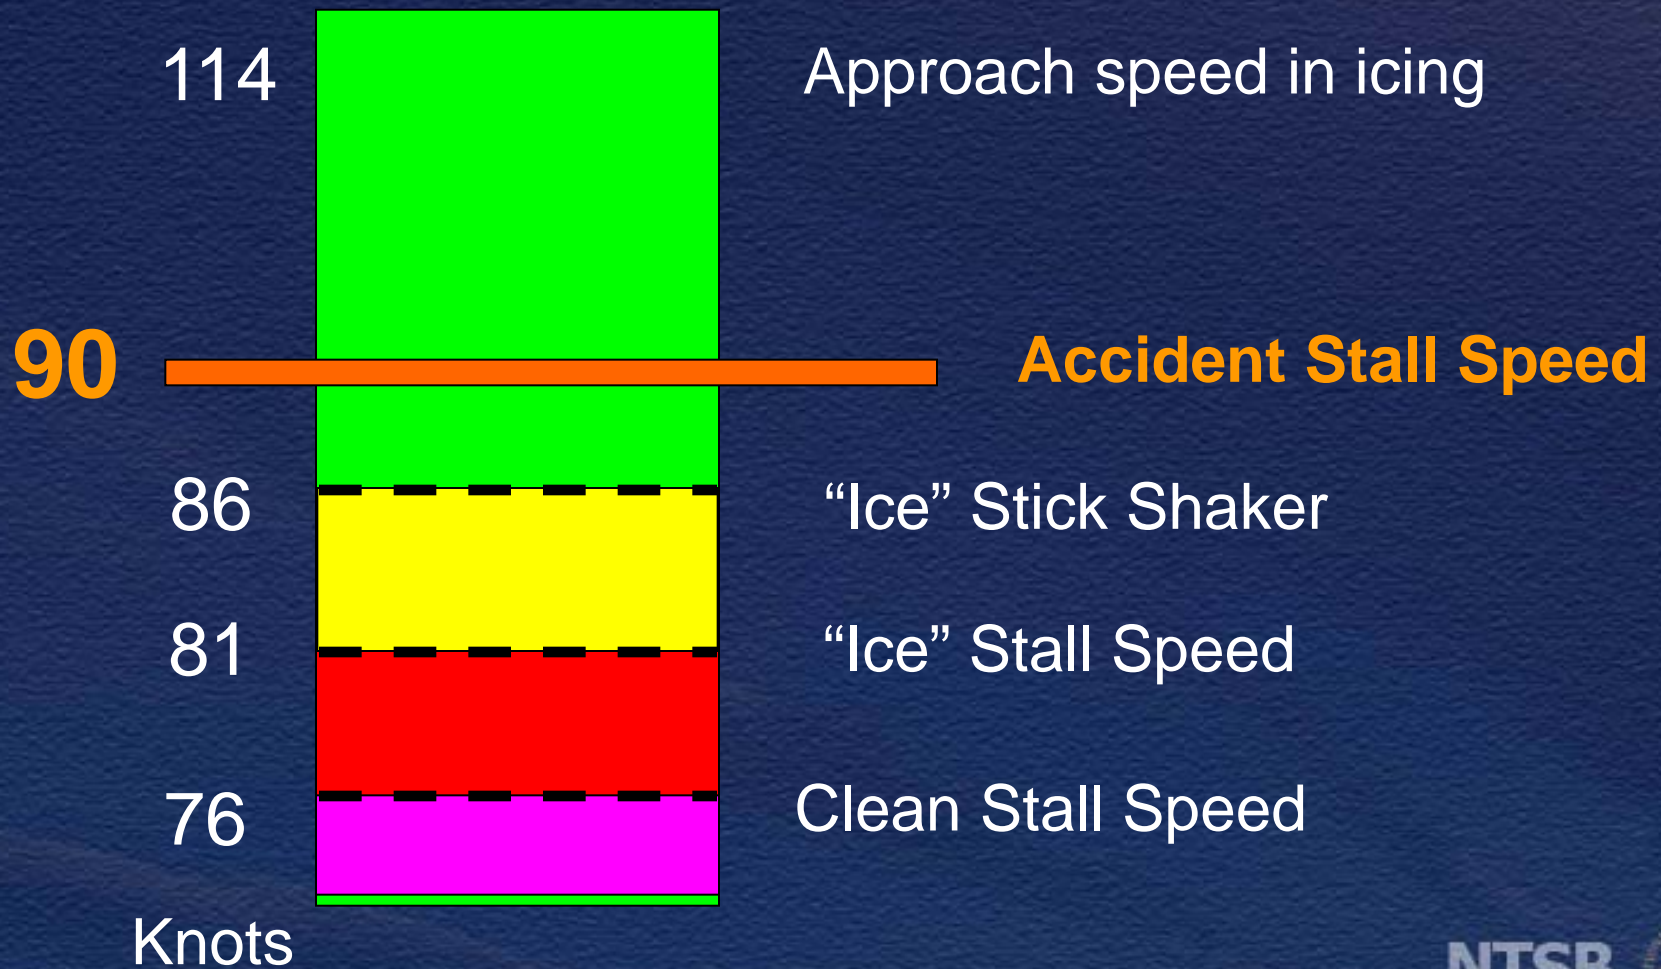 114 Approach speed in icing
90 Accident Stall Speed
86 “Ice” Stick Shaker
81 “Ice” Stall Speed
76 Clean Stall Speed
Knots
NTSB